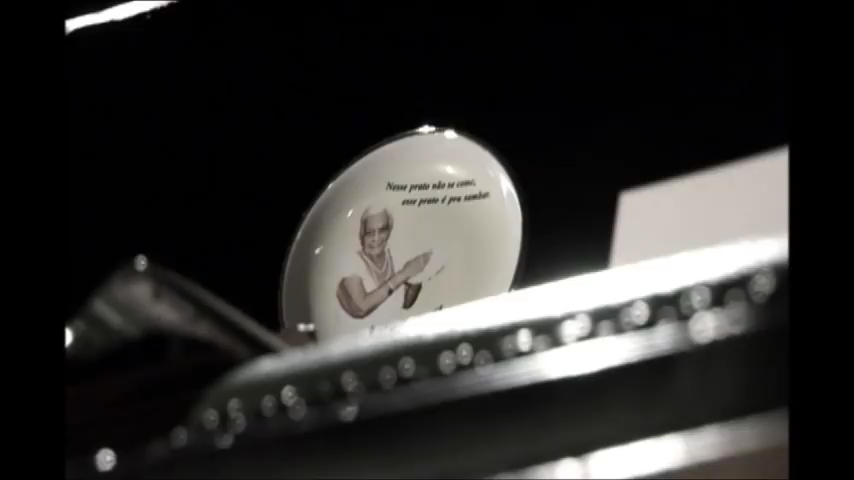 Nesse prato não se come,
esse prato é pra sambar.